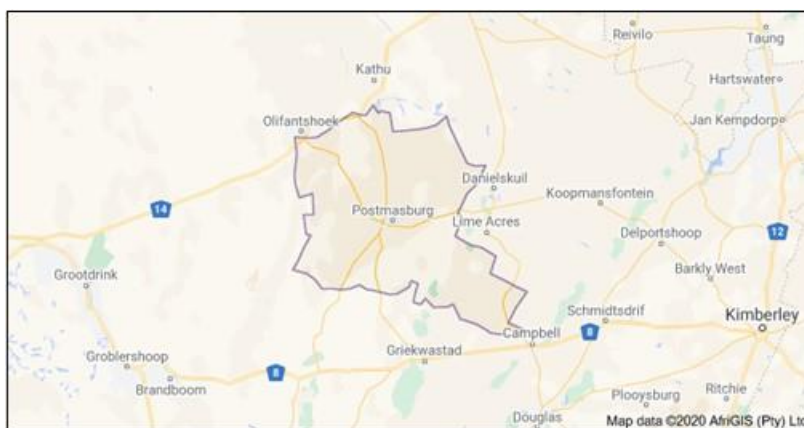 Reivilo
Taung
Kathu
Hartswater
Olifantshoek
Jan Kempdorp
Danielskuil
Koopmansfontein
14
Postmasburg
Lime Acres
12
Delportshoop
Grootdrink
Barkly West
Schmidtsdrif
Kimberley
Campbell
8
Griekwastad
Groblershoop
8
Brandboom
Plooysburg
Ritchie
Douglas
Map data ©2020 AfriGIS (Pty) Ltd